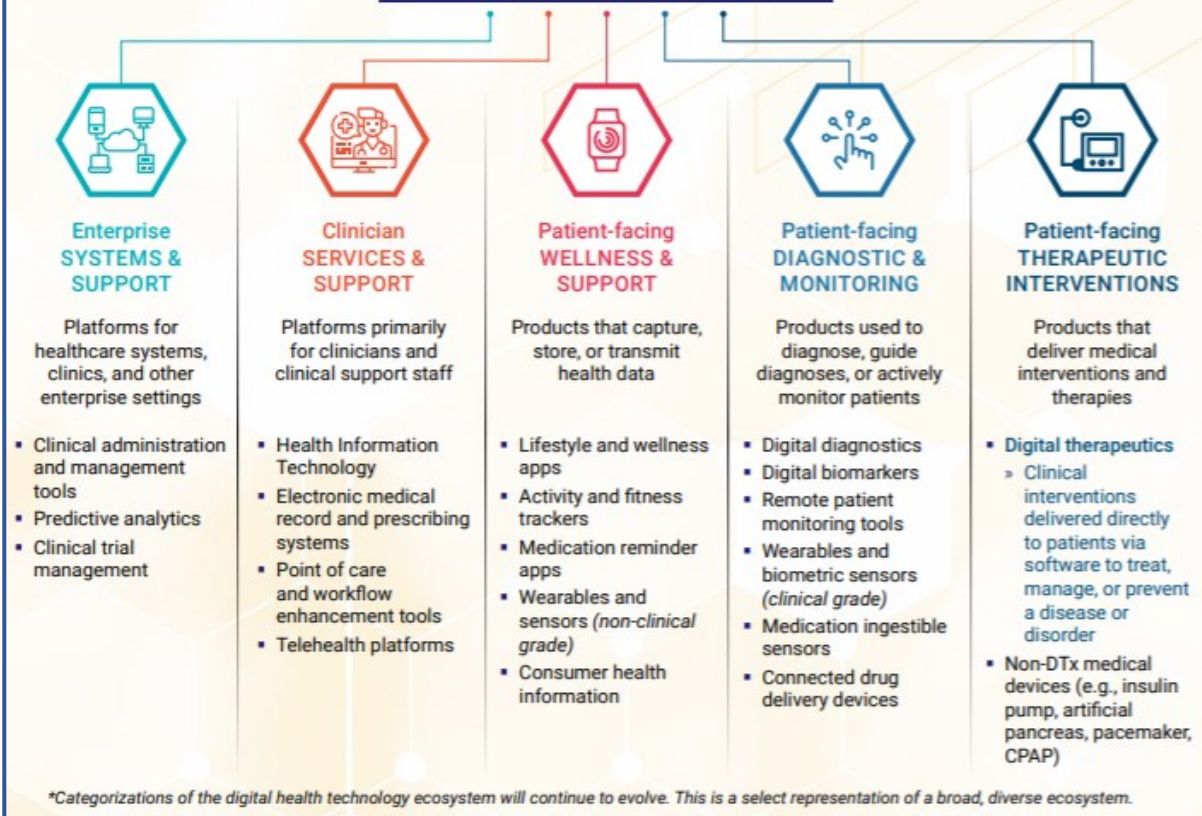 Enterprise
SYSTEMS &
SUPPORT
Platforms for
healthcare systems,
clinics, and other
enterprise settings
▪ Clinical administration
and management
tools
▪ Predictive analytics
▪ Clinical trial
management
Clinician
SERVICES &
SUPPORT
Platforms primarily
for clinicians and
clinical support staff
▪ Health Information
Technology
▪ Electronic medical
record and prescribing
systems
▪ Point of care
and workflow
enhancement tools
▪ Telehealth platforms
Patient-facing
WELLNESS &
SUPPORT
Products that capture,
store, or transmit
health data
▪ Lifestyle and wellness
apps
▪ Activity and fitness
trackers
▪ Medication reminder
apps
▪ Wearables and
sensors (non-clinical
grade)
▪ Consumer health
information
Patient-facing
DIAGNOSTIC &
MONITORING
Products used to
diagnose, guide
diagnoses, or actively
monitor patients
▪ Digital diagnostics
▪ Digital biomarkers
▪ Remote patient
monitoring tools
▪ Wearables and
biometric sensors
(clinical grade)
▪ Medication ingestible
sensors
▪ Connected drug
delivery devices
Patient-facing
THERAPEUTIC
INTERVENTIONS
Products that
deliver medical
interventions and
therapies
▪ Digital therapeutics
» Clinical
interventions
delivered directly
to patients via
software to treat,
manage, or prevent
a disease or
disorder
▪ Non-DTx medical
devices (e.g., insulin
pump, artificial
pancreas, pacemaker,
CPAP)
*Categorizations of the digital health technology ecosystem will continue to evolve. This is a select representation of a broad, diverse ecosystem.